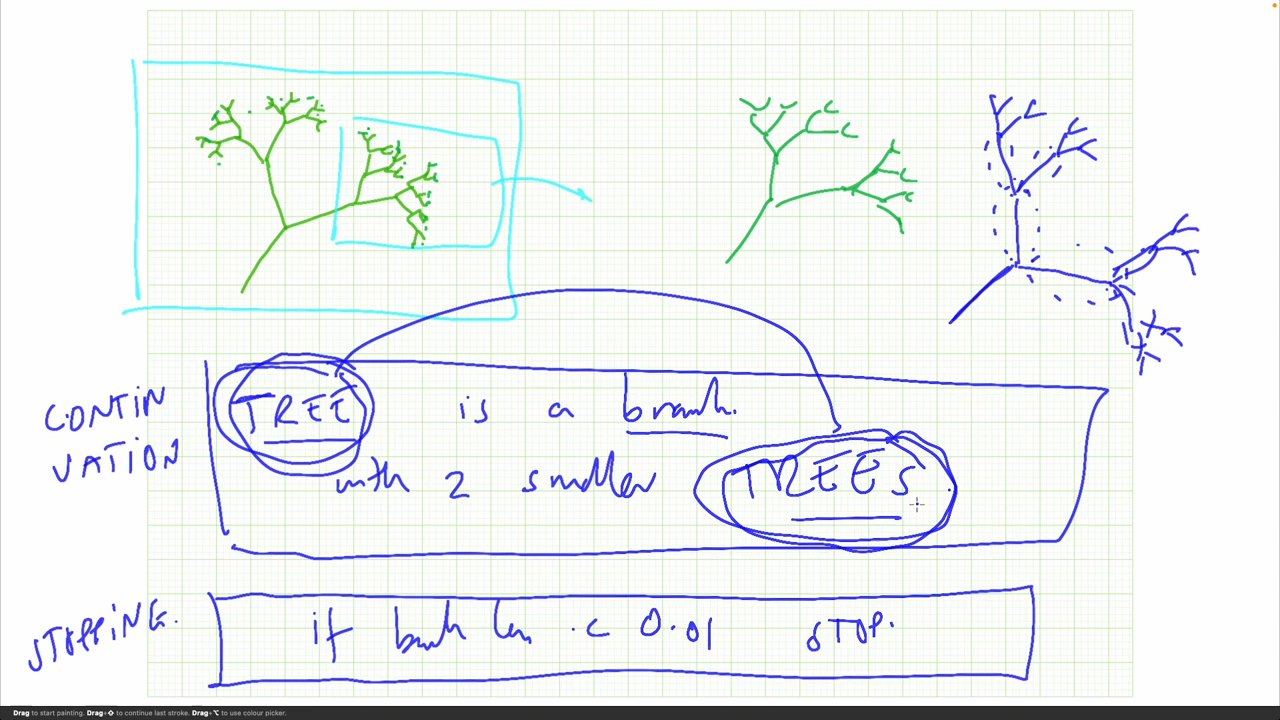 CONTIN
UATION
TREE is a branch.
with 2 smaller TREES
STOPPING.
if branch len < 0.01 STOP.
Drag to start painting. Drag+⇧ to continue last stroke. Drag+⌥ to use colour picker.